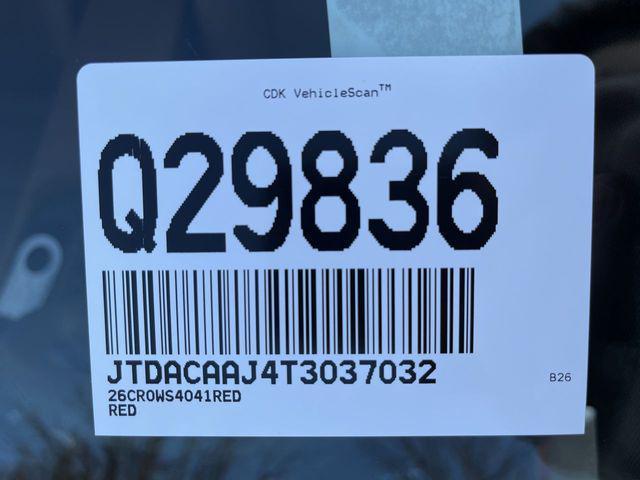 CDK VehicleScan™
Q29836
JTDACAAJ4T3037032
26CROWS4041RED
RED
B26